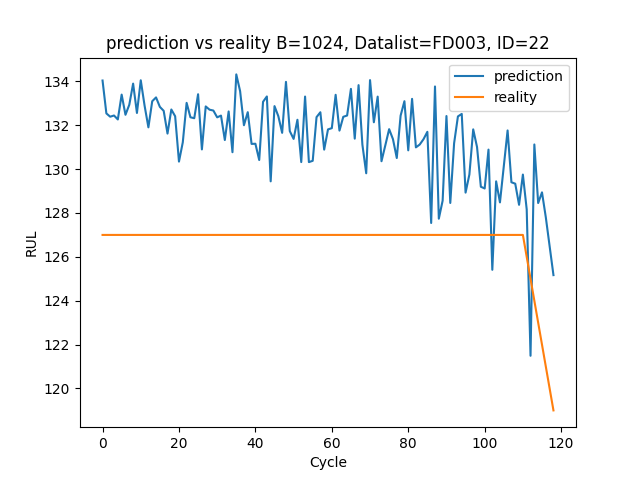 prediction vs reality B=1024, Datalist=FD003, ID=22
prediction
reality
RUL
134
132
130
128
126
124
122
120
0 20 40 60 80 100 120
Cycle